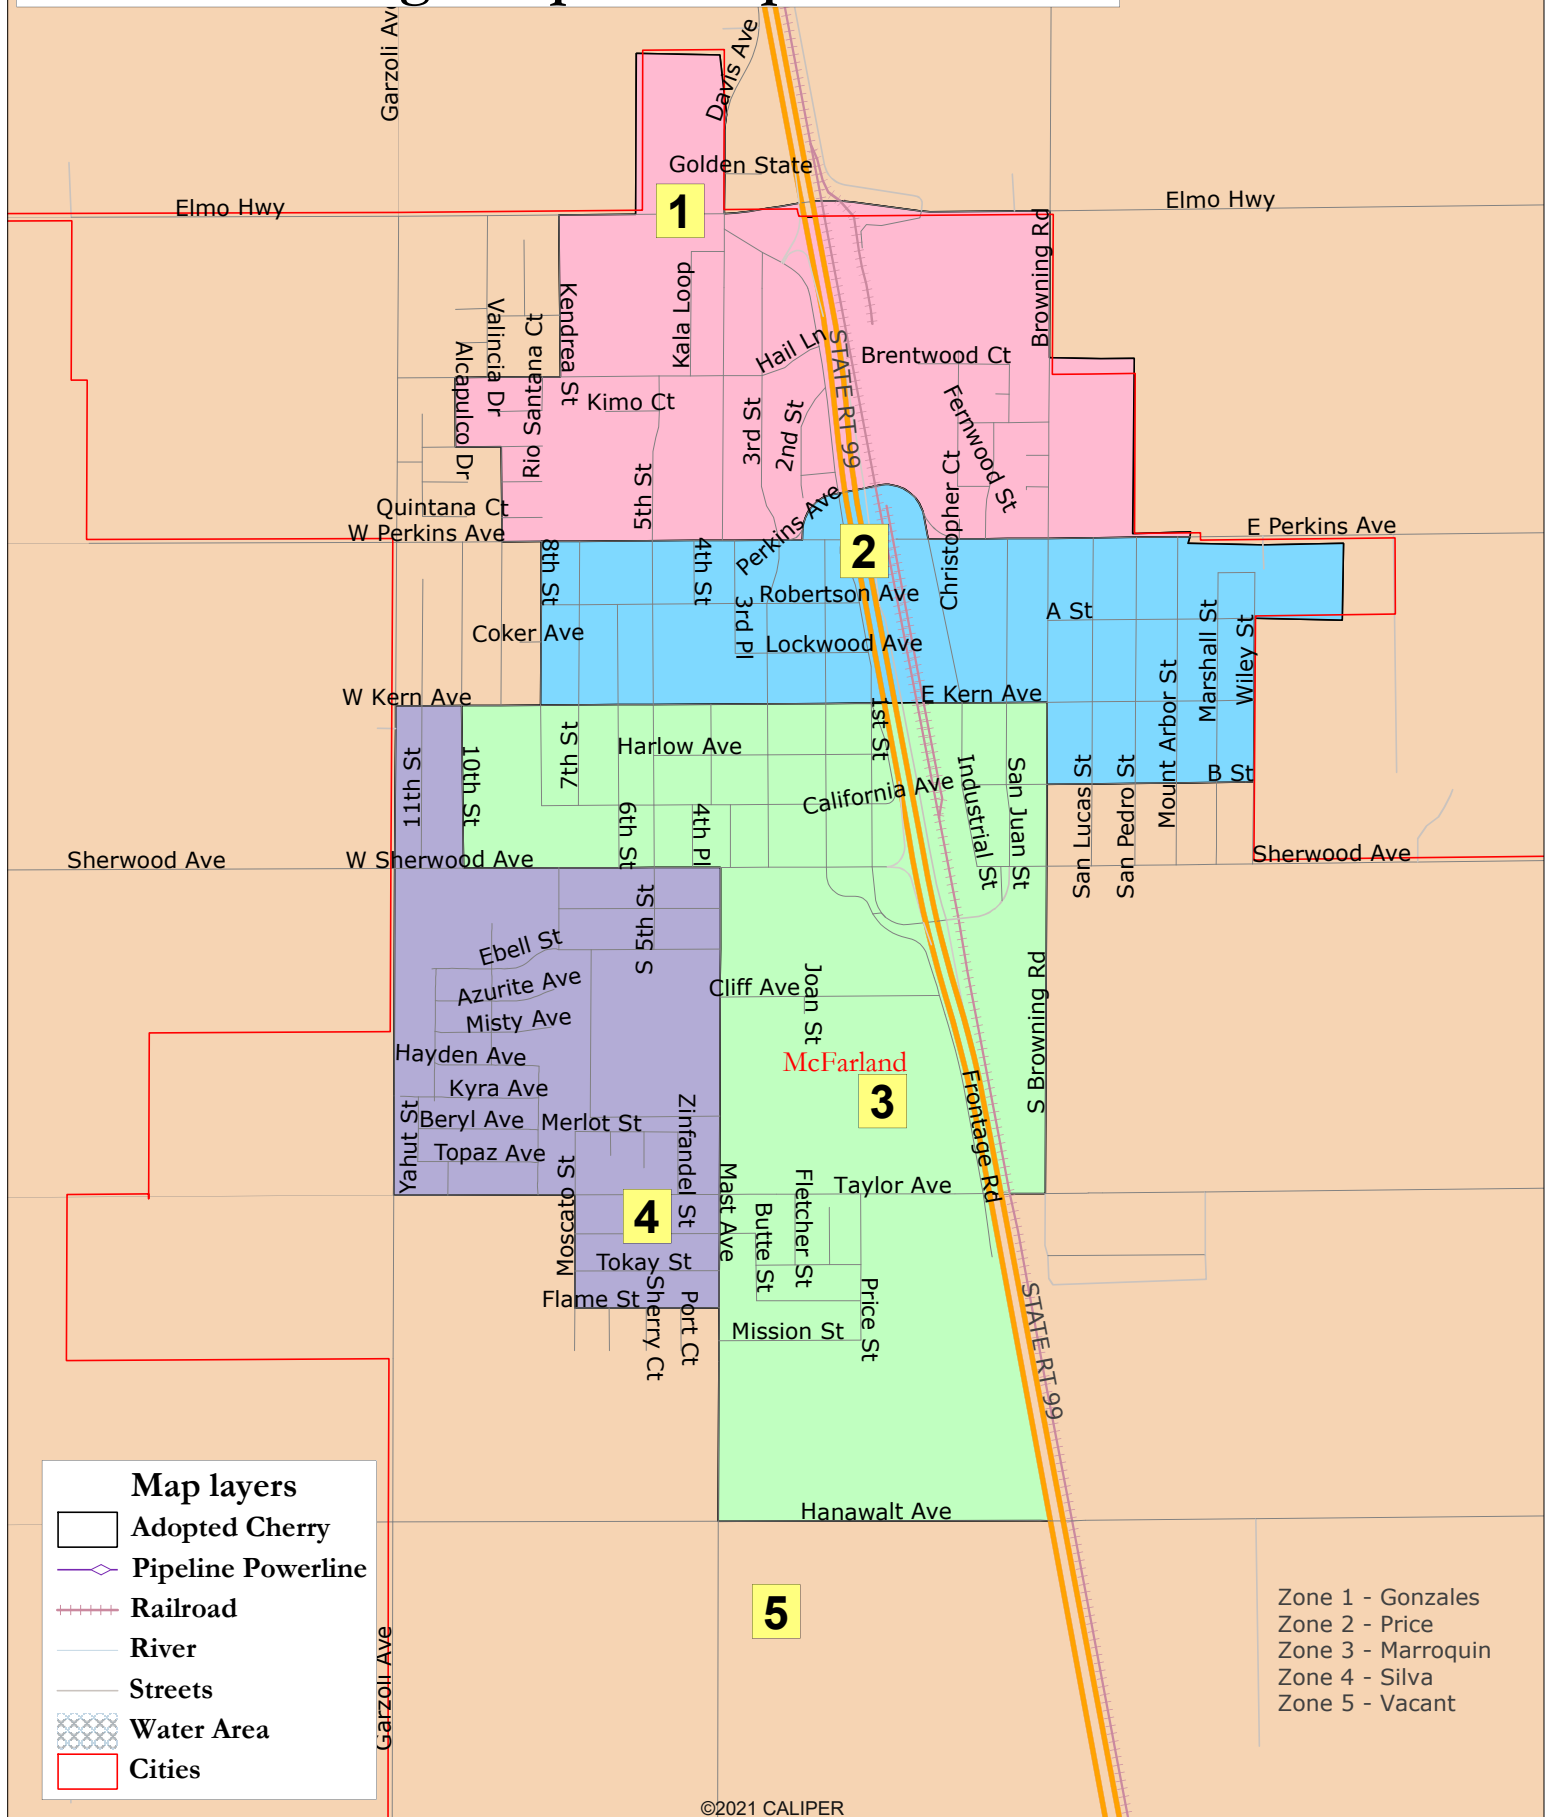 Garzoli Ave
Davis Ave
Golden State
Elmo Hwy
1
Elmo Hwy
Browning Rd
Kala Loop
Kendrea St
Valincia Dr
Rio Santana Ct
Alcapulco Dr
Hail Ln
STATE RT 99
Brentwood Ct
Kimo Ct
3rd St
2nd St
Fernwood St
Christopher Ct
5th St
Quintana Ct
W Perkins Ave
Perkins Ave
E Perkins Ave
2
8th St
4th St
3rd Pl
Robertson Ave
A St
Coker Ave
Lockwood Ave
Marshall St
Wiley St
Mount Arbor St
W Kern Ave
E Kern Ave
1st St
11th St
10th St
7th St
Harlow Ave
California Ave
Industrial St
San Juan St
San Lucas St
San Pedro St
B St
6th St
4th Pl
Sherwood Ave
W Sherwood Ave
Sherwood Ave
S 5th St
Ebell St
Azurite Ave
Misty Ave
Cliff Ave
Joan St
S Browning Rd
Hayden Ave
McFarland
Kyra Ave
3
Frontage Rd
Yahut St
Beryl Ave
Merlot St
Zinfandel St
Topaz Ave
Moscato St
Mast Ave
Fletcher St
Taylor Ave
4
Butte St
Tokay St
Flame St
Sherry Ct
Port Ct
Price St
STATE RT 99
Mission St
Hanawalt Ave
5
Garzoli Ave
Map layers
Adopted Cherry
Pipeline Powerline
Railroad
River
Streets
Water Area
Cities
Zone 1 - Gonzales
Zone 2 - Price
Zone 3 - Marroquin
Zone 4 - Silva
Zone 5 - Vacant
©2021 CALIPER